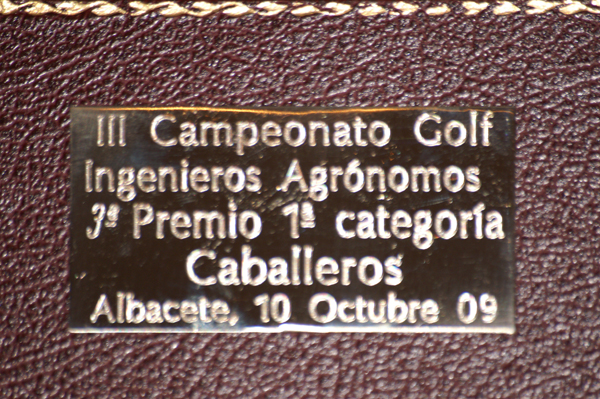 III Campeonato Golf
Ingenieros Agrónomos
3ª Premio 1ª categoría
Caballeros
Albacete, 10 Octubre 09